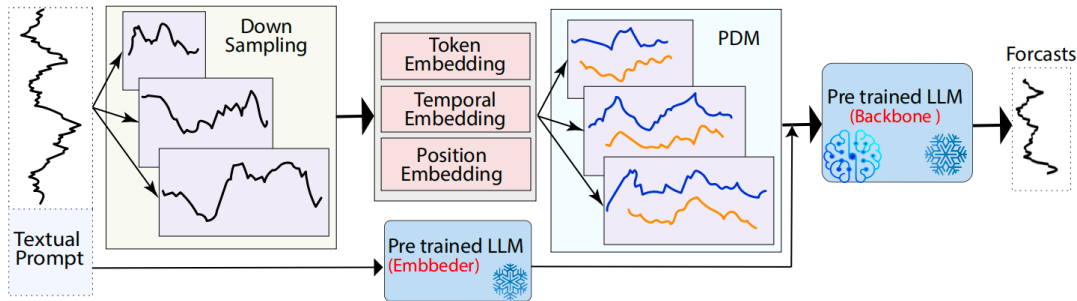 Down
Sampling
Token
Embedding
Temporal
Embedding
Position
Embedding
PDM
Pre trained LLM
(Backbone )
Forcasts
Textual
Prompt
Pre trained LLM
(Embbeder)